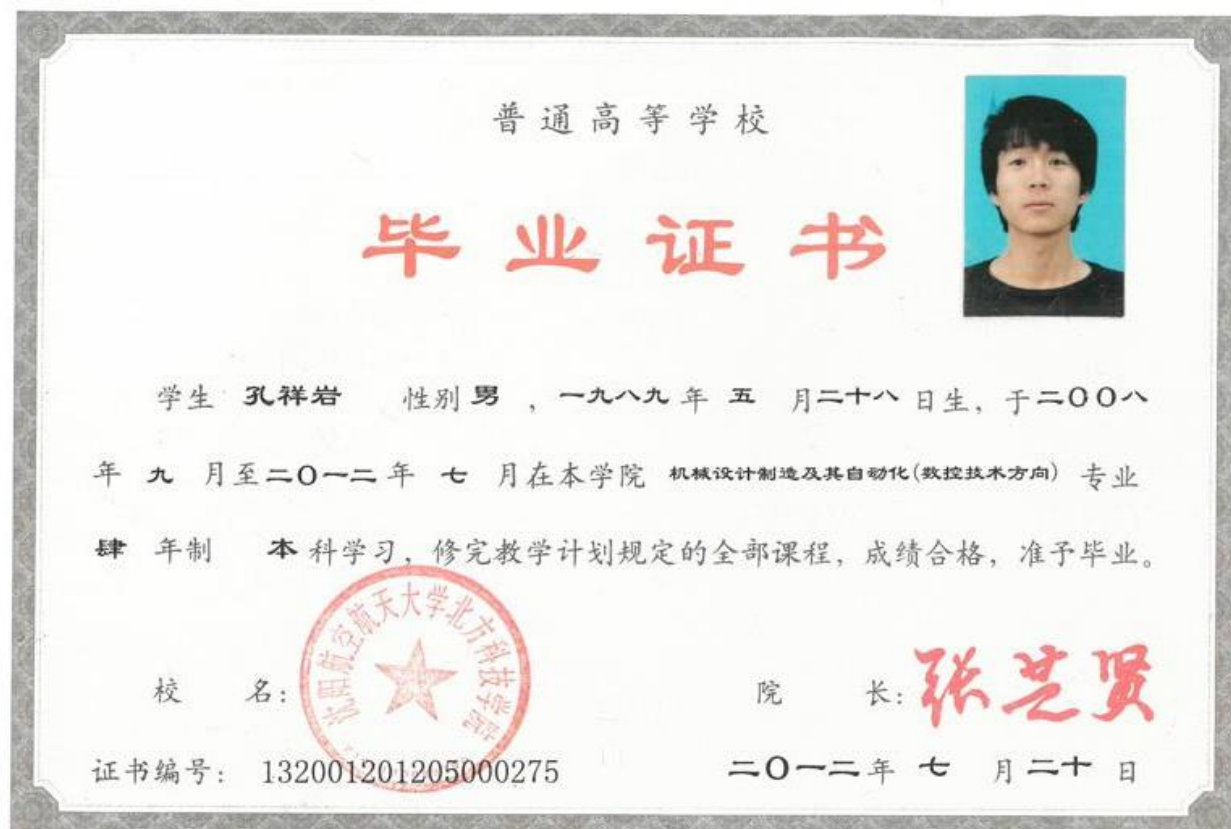 普通高等学校
毕业证书
学生 孔祥岩 性别 男 ，一九八九 年 五 月二十八 日生，于二〇〇八
年 九 月至二〇一二 年 七 月在本学院 机械设计制造及其自动化(数控技术方向) 专业
肆 年制 本 科学习，修完教学计划规定的全部课程，成绩合格，准予毕业。
沈阳航空航天大学北方科技学院
校 名：
院 长：
证书编号： 132001201205000275
二〇一二年 七 月二十 日